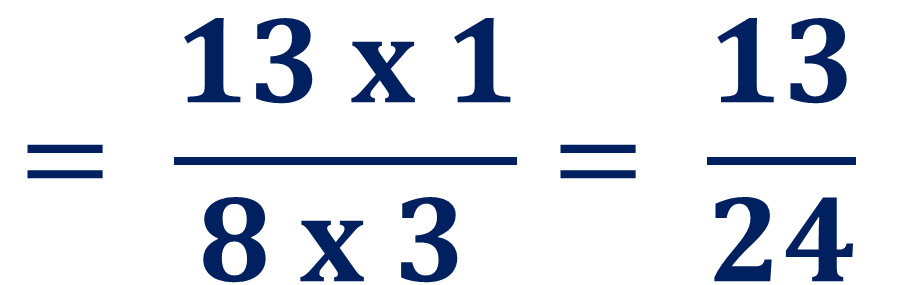 = 13 x 1 / 8 x 3 = 13 / 24